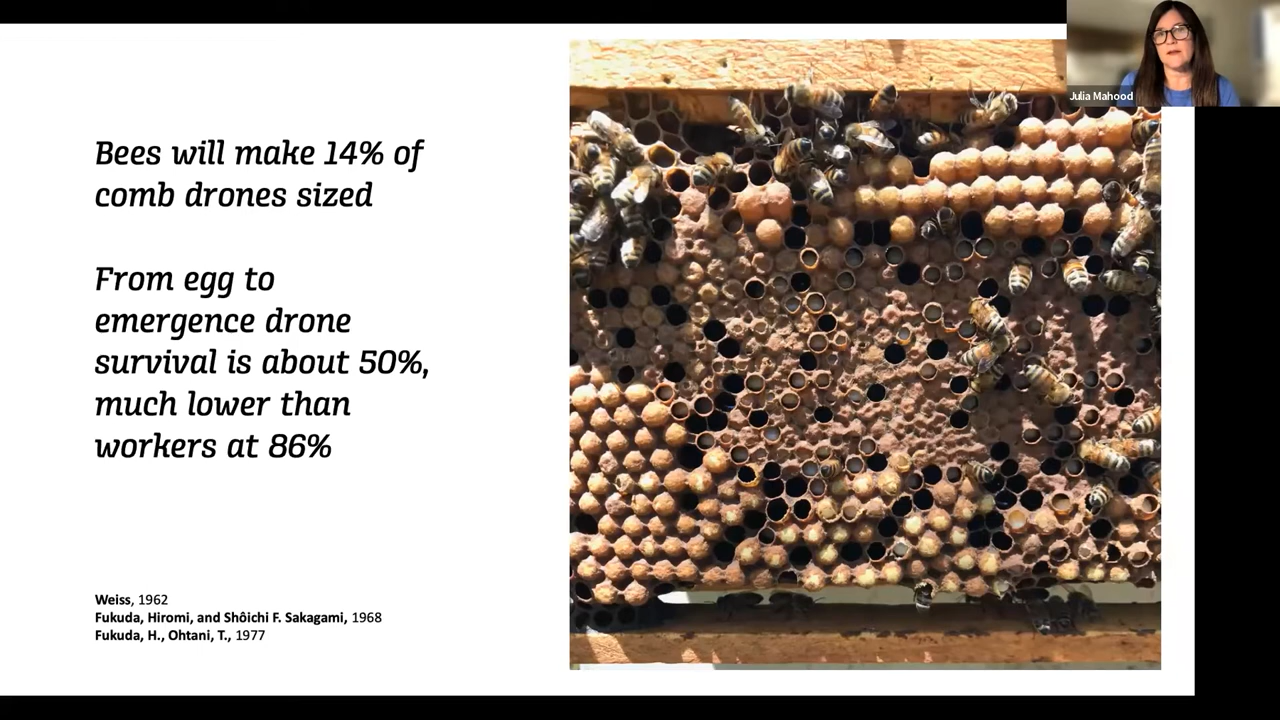 Julia Mahood
Bees will make 14% of
comb drones sized
From egg to
emergence drone
survival is about 50%,
much lower than
workers at 86%
Weiss, 1962
Fukuda, Hiromi, and Shôichi F. Sakagami, 1968
Fukuda, H., Ohtani, T., 1977